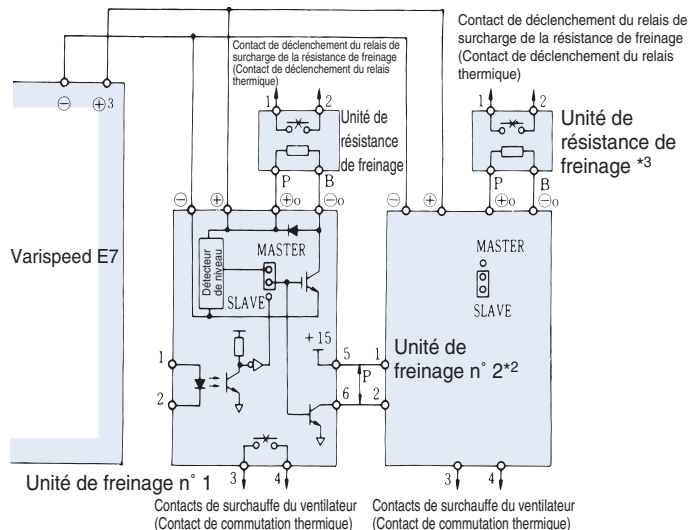 Contact de déclenchement du relais de
surcharge de la résistance de freinage
(Contact de déclenchement du relais
thermique)
Contact de déclenchement du relais de
surcharge de la résistance de freinage
(Contact de déclenchement du relais
thermique)
⊖ ⊕3
1 2
Unité de
résistance
de freinage
P B
1 2
Unité de
résistance de
freinage *3
P B
Varispeed E7
⊖ ⊕ ⊕o ⊖o
Détecteur
de niveau
MASTER
SLAVE
+15
1
2
5
6
P
3 4
Unité de freinage n° 1
⊖ ⊕ ⊕o ⊖o
MASTER
SLAVE
1
2
Unité de
freinage n° 2*2
3 4
Contacts de surchauffe du ventilateur
(Contact de commutation thermique)
Contacts de surchauffe du ventilateur
(Contact de commutation thermique)